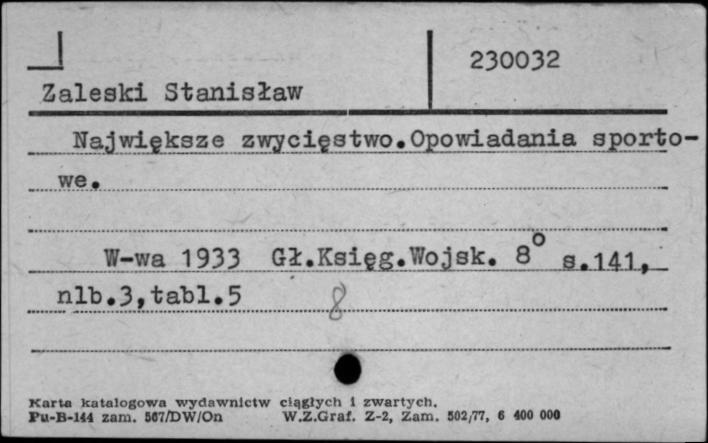 230032
Zaleski Stanisław
Największe zwycięstwo.Opowiadania sporto-
we.
W-wa 1933 Gł.Księg.Wojsk. 8° s.141,
nlb.3,tabl.5 8
Karta katalogowa wydawnictw ciągłych i zwartych.
Pu-B-144 zam. 567/DW/On W.Z.Graf. Z-2, Zam. 502/77, 6 400 000